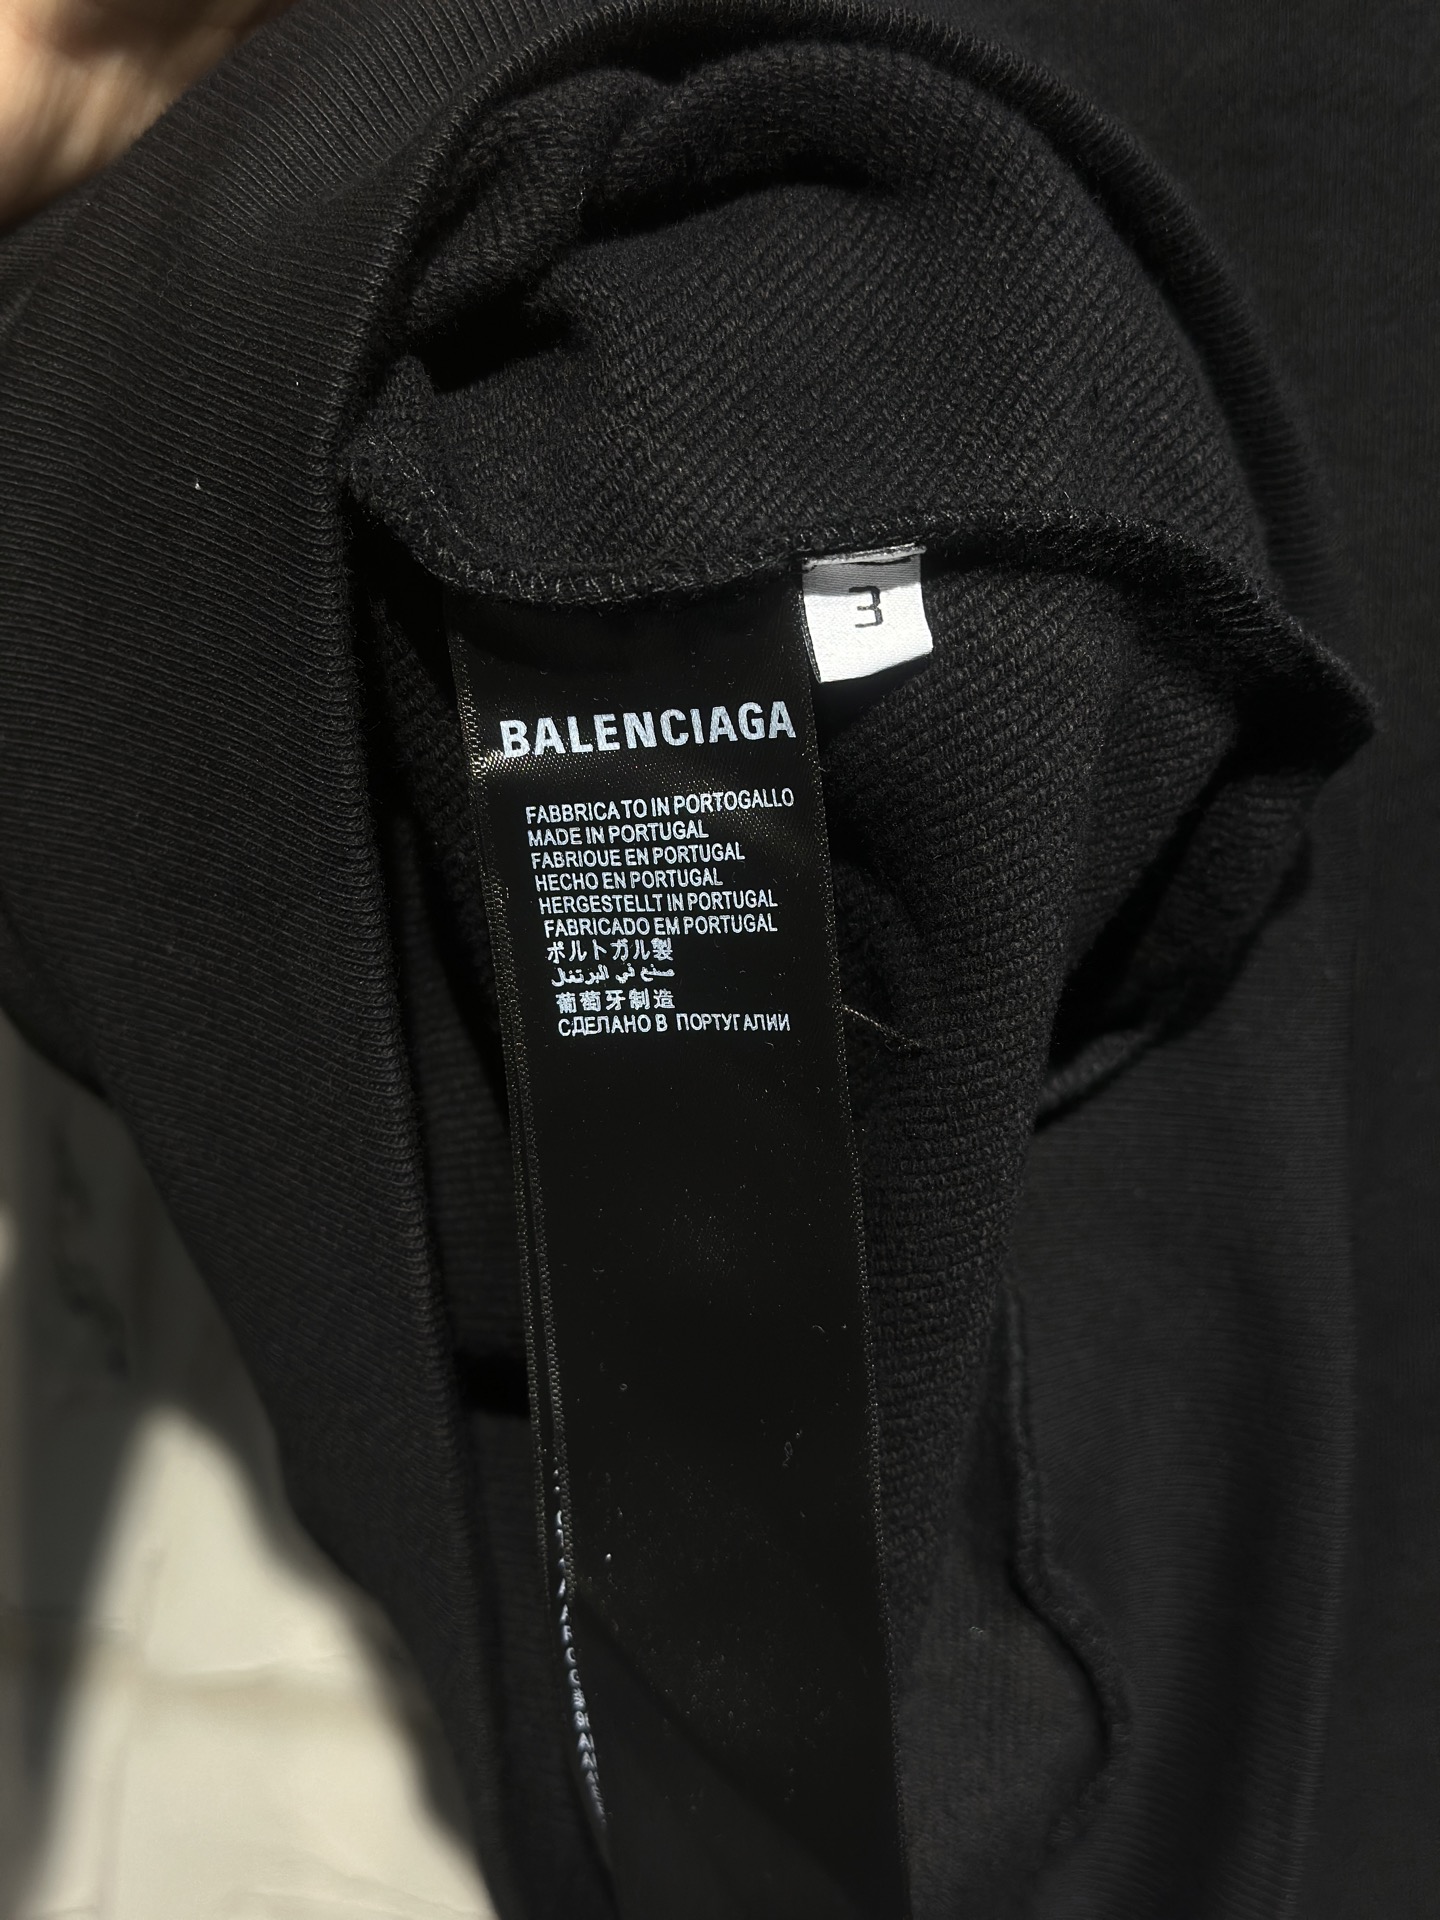 3
BALENCIAGA
FABBRICATO IN PORTOGALLO
MADE IN PORTUGAL
FABRIOUE EN PORTUGAL
HECHO EN PORTUGAL
HERGESTELLT IN PORTUGAL
FABRICADO EM PORTUGAL
ポルトガル製
صنع في البرتغال
葡萄牙制造
СДЕЛАНО В ПОРТУГАЛИИ